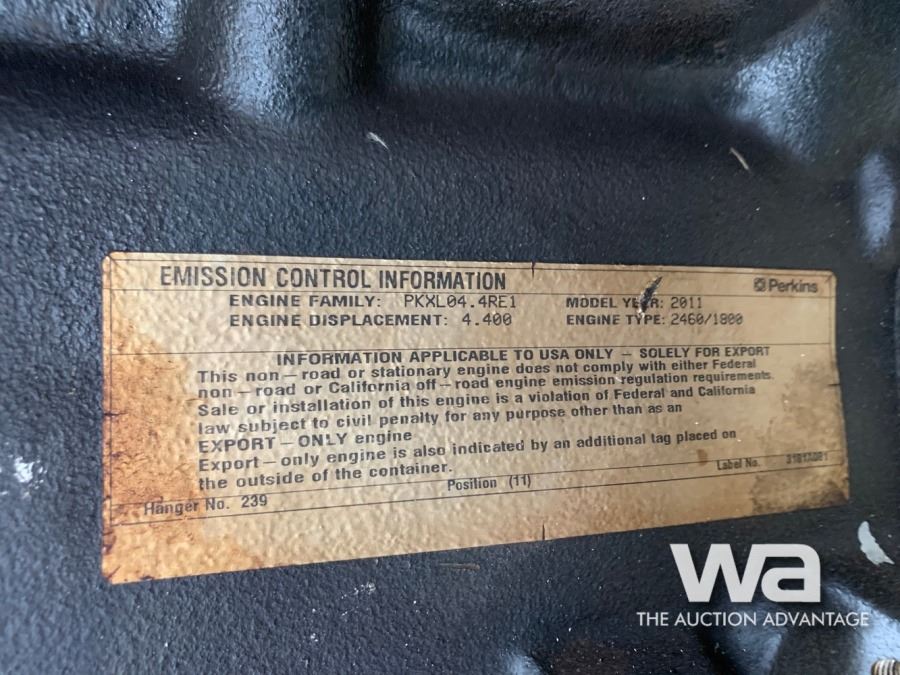 EMISSION CONTROL INFORMATION
Perkins
ENGINE FAMILY: PKXL04.4RE1 MODEL YEAR: 2011
ENGINE DISPLACEMENT: 4.400 ENGINE TYPE: 2460/1800
INFORMATION APPLICABLE TO USA ONLY – SOLELY FOR EXPORT
This non – road or stationary engine does not comply with either Federal
non – road or California off – road engine emission regulation requirements.
Sale or installation of this engine is a violation of Federal and California
law subject to civil penalty for any purpose other than as an
EXPORT – ONLY engine
Export – only engine is also indicated by an additional tag placed on
the outside of the container.
Hanger No. 239 Position (11) Label No.
wa
THE AUCTION ADVANTAGE